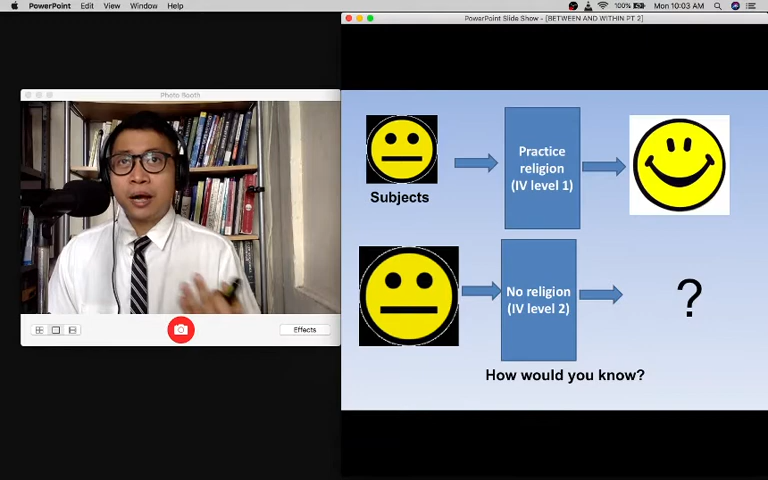 PowerPoint Edit View Window Help
100% Mon 10:03 AM
PowerPoint Slide Show - [BETWEEN AND WITHIN PT 2]
Photo Booth
Practice
religion
(IV level 1)
Subjects
No religion
(IV level 2)
?
How would you know?
Effects